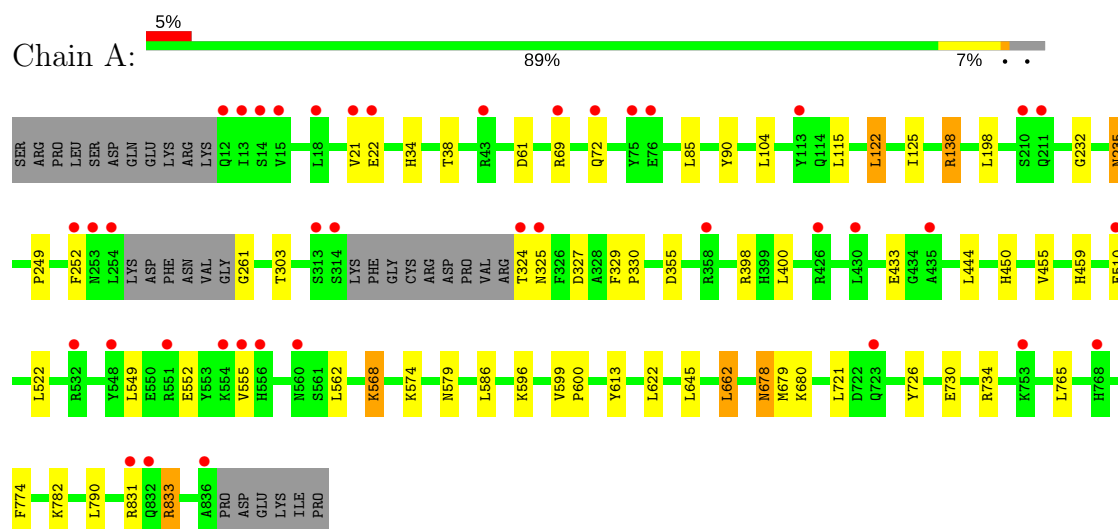 5%
Chain A:
89% 7% • •
SER ARG PRO LEU SER ASP GLN GLU LYS ARG LYS Q12 I13 S14 V15 L18 V21 E22 H34 T38 R43 D61 R69 Q72 Y75 E76 L85 Y90 L104 Y113 Q114 L115 L122 I125 R138 L198 S210 Q211 G232 N235
P249 F252 N253 L254 LYS ASP PHE ASN VAL GLY G261 T303 S313 S314 LYS PHE GLY CYS ARG ASP PRO VAL ARG T324 N325 F326 D327 A328 F329 P330 D355 R358 R398 H399 L400 R426 L430 E433 G434 A435 L444 H450 V455 H459 E510
L522 R532 Y548 L549 E550 R551 E552 Y553 K554 V555 H556 N560 S561 L562 K568 K574 N579 L586 K596 V599 P600 Y613 L622 L645 L662 N678 M679 K680 L721 D722 Q723 Y726 E730 R734 K753 L765 H768
F774 K782 L790 R831 Q832 R833 A836 PRO ASP GLU LYS ILE PRO